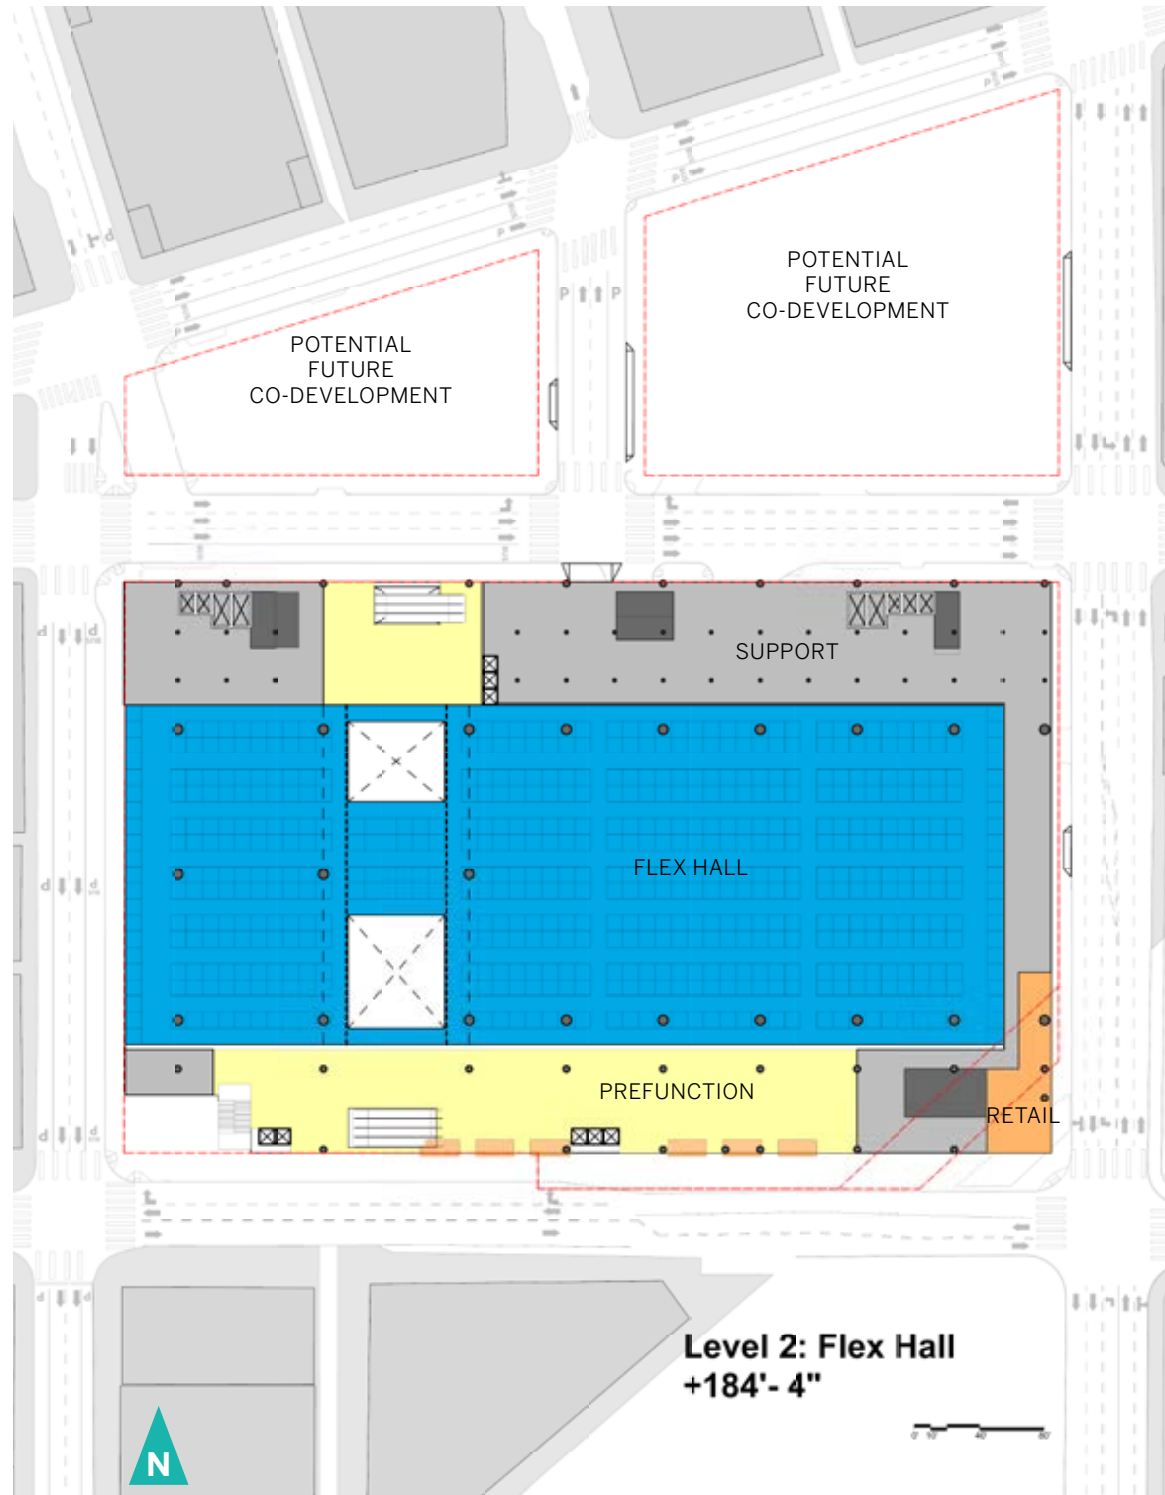 POTENTIAL
FUTURE
CO-DEVELOPMENT
POTENTIAL
FUTURE
CO-DEVELOPMENT
P
P
SUPPORT
FLEX HALL
PREFUNCTION
RETAIL
Level 2: Flex Hall
+184'- 4"
N